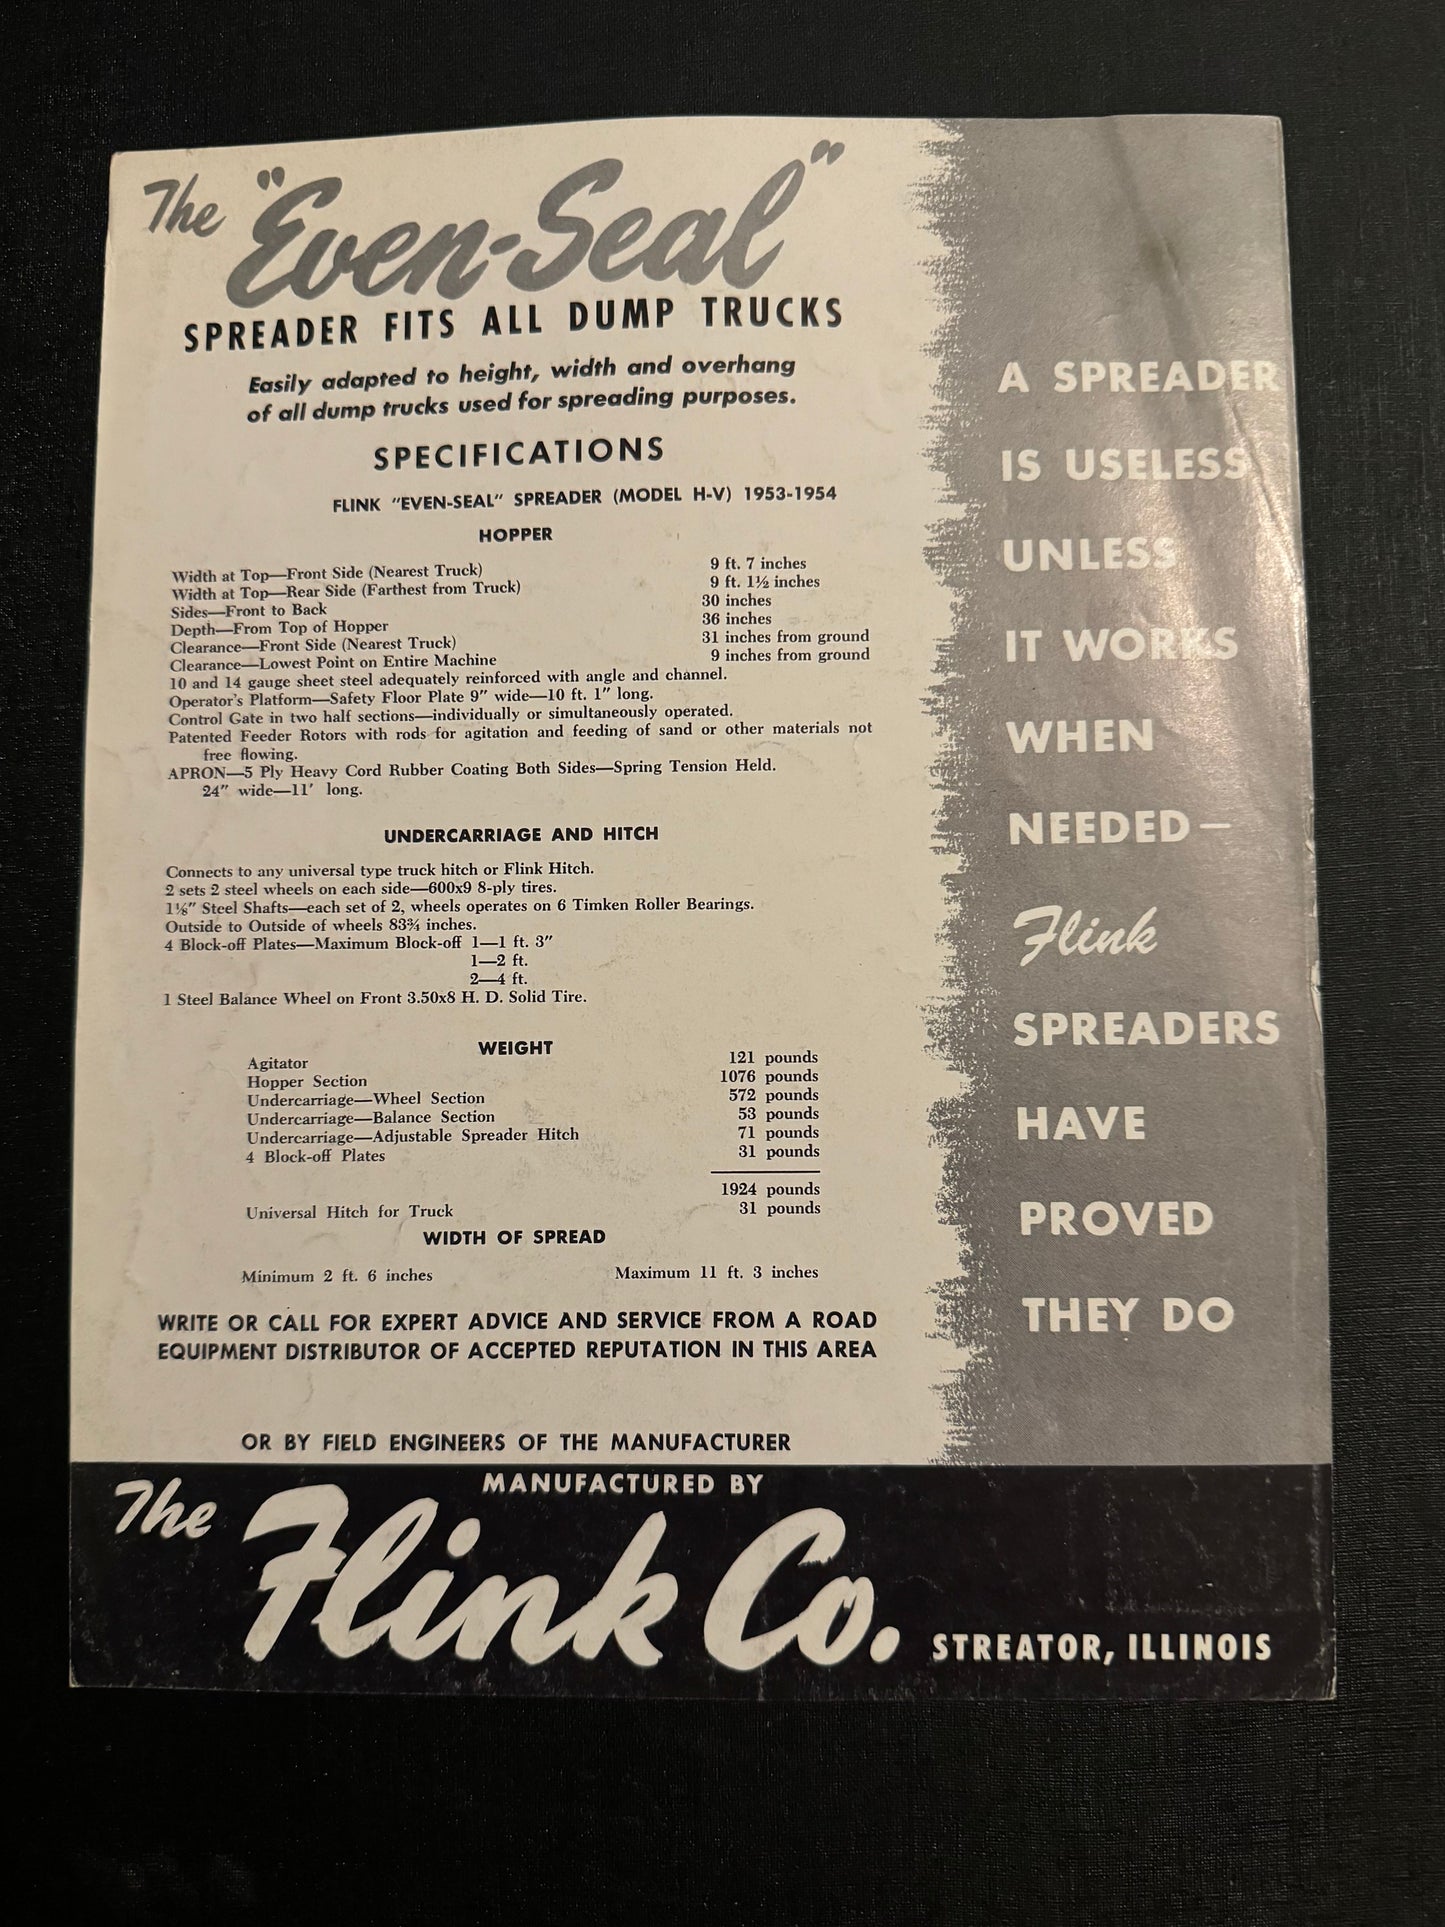 The "Even-Seal"
SPREADER FITS ALL DUMP TRUCKS
Easily adapted to height, width and overhang
of all dump trucks used for spreading purposes.
SPECIFICATIONS
FLINK "EVEN-SEAL" SPREADER (MODEL H-V) 1953-1954
HOPPER
Width at Top—Front Side (Nearest Truck) 9 ft. 7 inches
Width at Top—Rear Side (Farthest from Truck) 9 ft. 1½ inches
Sides—Front to Back 30 inches
Depth—From Top of Hopper 36 inches
Clearance—Front Side (Nearest Truck) 31 inches from ground
Clearance—Lowest Point on Entire Machine 9 inches from ground
10 and 14 gauge sheet steel adequately reinforced with angle and channel.
Operator's Platform—Safety Floor Plate 9" wide—10 ft. 1" long.
Control Gate in two half sections—individually or simultaneously operated.
Patented Feeder Rotors with rods for agitation and feeding of sand or other materials not
free flowing.
APRON—5 Ply Heavy Cord Rubber Coating Both Sides—Spring Tension Held.
24" wide—11' long.
UNDERCARRIAGE AND HITCH
Connects to any universal type truck hitch or Flink Hitch.
2 sets 2 steel wheels on each side—600x9 8-ply tires.
1⅛" Steel Shafts—each set of 2, wheels operates on 6 Timken Roller Bearings.
Outside to Outside of wheels 83¾ inches.
4 Block-off Plates—Maximum Block-off 1—1 ft. 3"
1—2 ft.
2—4 ft.
1 Steel Balance Wheel on Front 3.50x8 H. D. Solid Tire.
WEIGHT
Agitator 121 pounds
Hopper Section 1076 pounds
Undercarriage—Wheel Section 572 pounds
Undercarriage—Balance Section 53 pounds
Undercarriage—Adjustable Spreader Hitch 71 pounds
4 Block-off Plates 31 pounds
1924 pounds
Universal Hitch for Truck 31 pounds
WIDTH OF SPREAD
Minimum 2 ft. 6 inches Maximum 11 ft. 3 inches
WRITE OR CALL FOR EXPERT ADVICE AND SERVICE FROM A ROAD
EQUIPMENT DISTRIBUTOR OF ACCEPTED REPUTATION IN THIS AREA
OR BY FIELD ENGINEERS OF THE MANUFACTURER
A SPREADER
IS USELESS
UNLESS
IT WORKS
WHEN
NEEDED—
Flink
SPREADERS
HAVE
PROVED
THEY DO
MANUFACTURED BY
The Flink Co. STREATOR, ILLINOIS